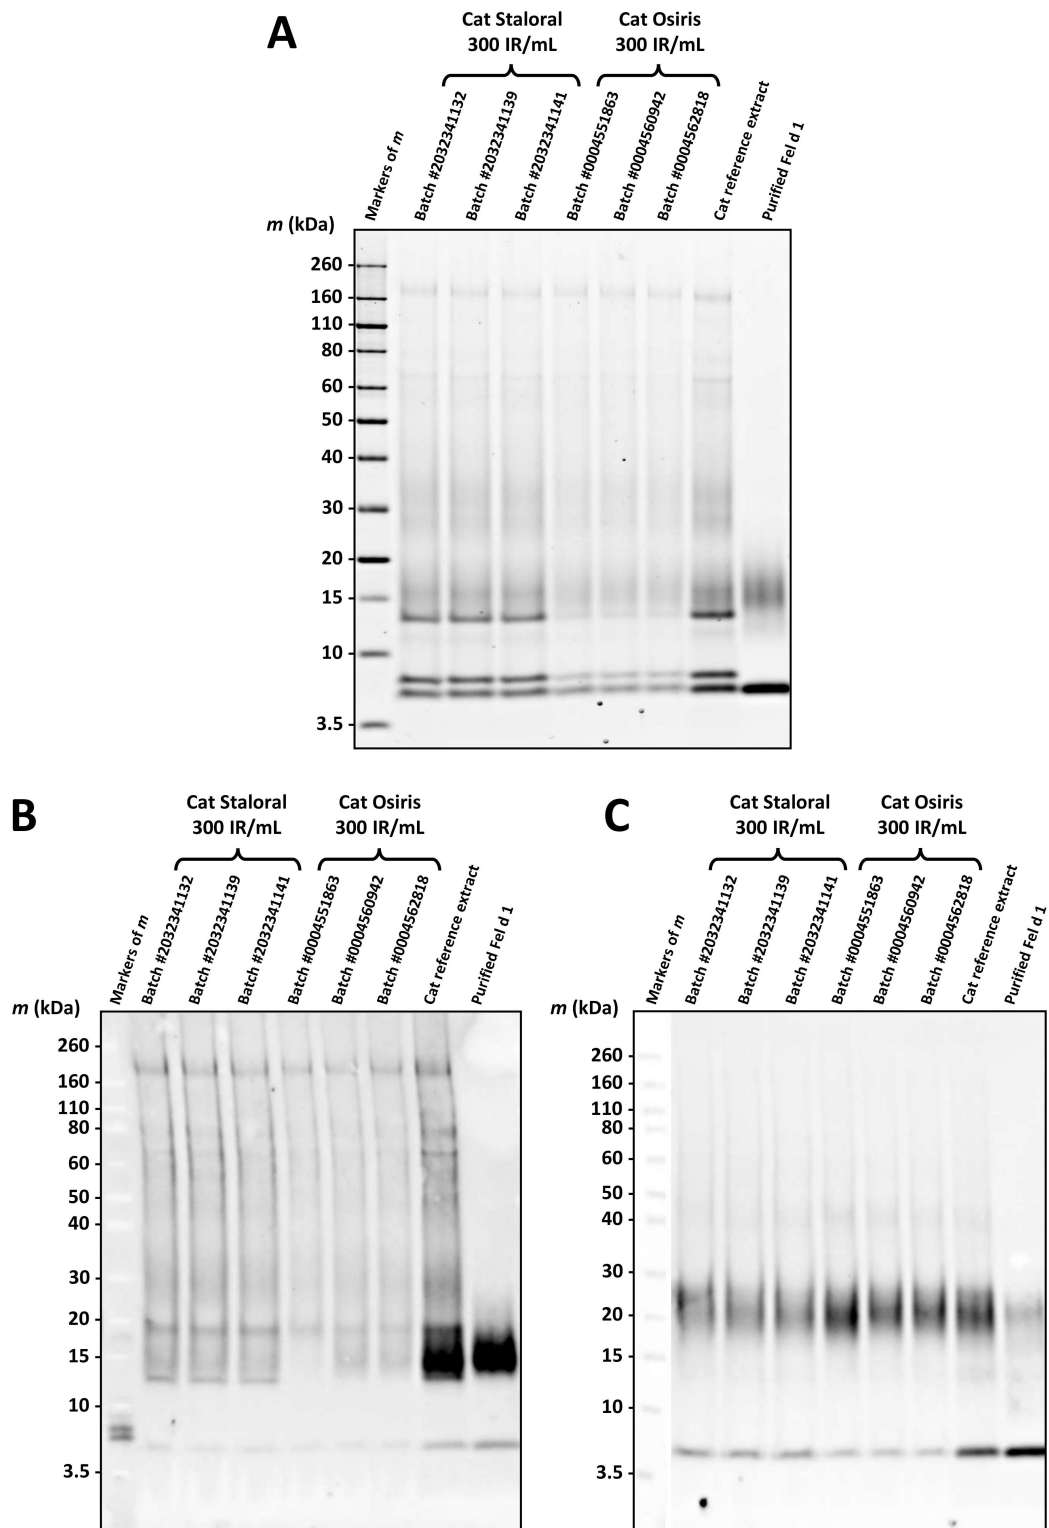 A
Cat Staloral
300 IR/mL
Cat Osiris
300 IR/mL
Markers of m
Batch #2032341132
Batch #2032341139
Batch #2032341141
Batch #0004551863
Batch #0004560942
Batch #0004562818
Cat reference extract
Purified Fel d 1
m (kDa)
260
160
110
80
60
50
40
30
20
15
10
3.5
B
Cat Staloral
300 IR/mL
Cat Osiris
300 IR/mL
Markers of m
Batch #2032341132
Batch #2032341139
Batch #2032341141
Batch #0004551863
Batch #0004560942
Batch #0004562818
Cat reference extract
Purified Fel d 1
m (kDa)
260
160
110
80
60
50
40
30
20
15
10
3.5
C
Cat Staloral
300 IR/mL
Cat Osiris
300 IR/mL
Markers of m
Batch #2032341132
Batch #2032341139
Batch #2032341141
Batch #0004551863
Batch #0004560942
Batch #0004562818
Cat reference extract
Purified Fel d 1
m (kDa)
260
160
110
80
60
50
40
30
20
15
10
3.5